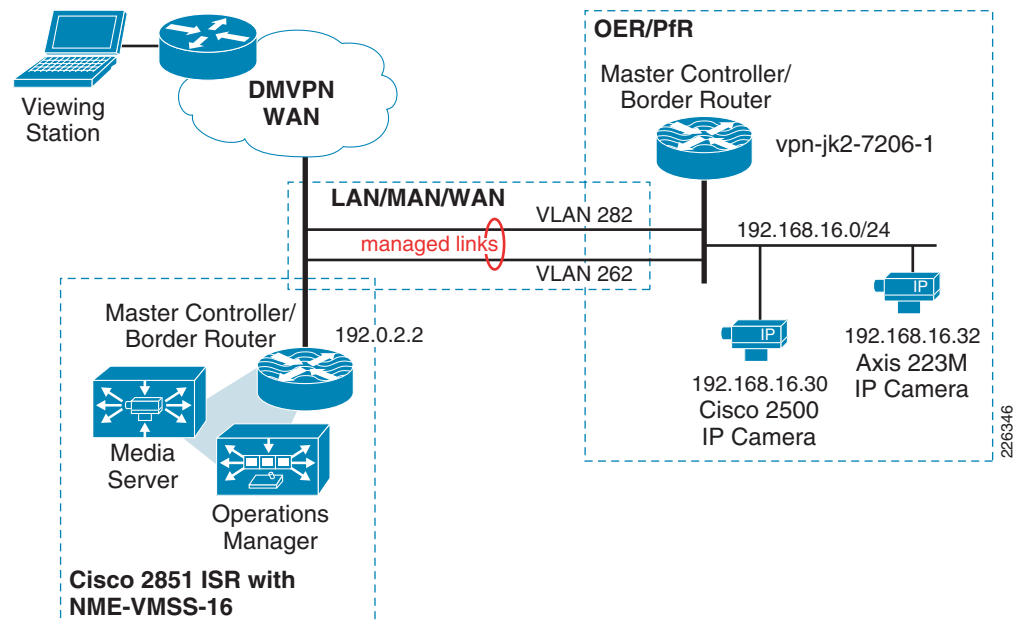 Viewing
Station
DMVPN
WAN
OER/PfR
Master Controller/
Border Router
vpn-jk2-7206-1
LAN/MAN/WAN
VLAN 282
managed links
VLAN 262
192.168.16.0/24
IP
IP
192.168.16.32
Axis 223M
IP Camera
192.168.16.30
Cisco 2500
IP Camera
Master Controller/
Border Router
192.0.2.2
Media
Server
Operations
Manager
Cisco 2851 ISR with
NME-VMSS-16
226346